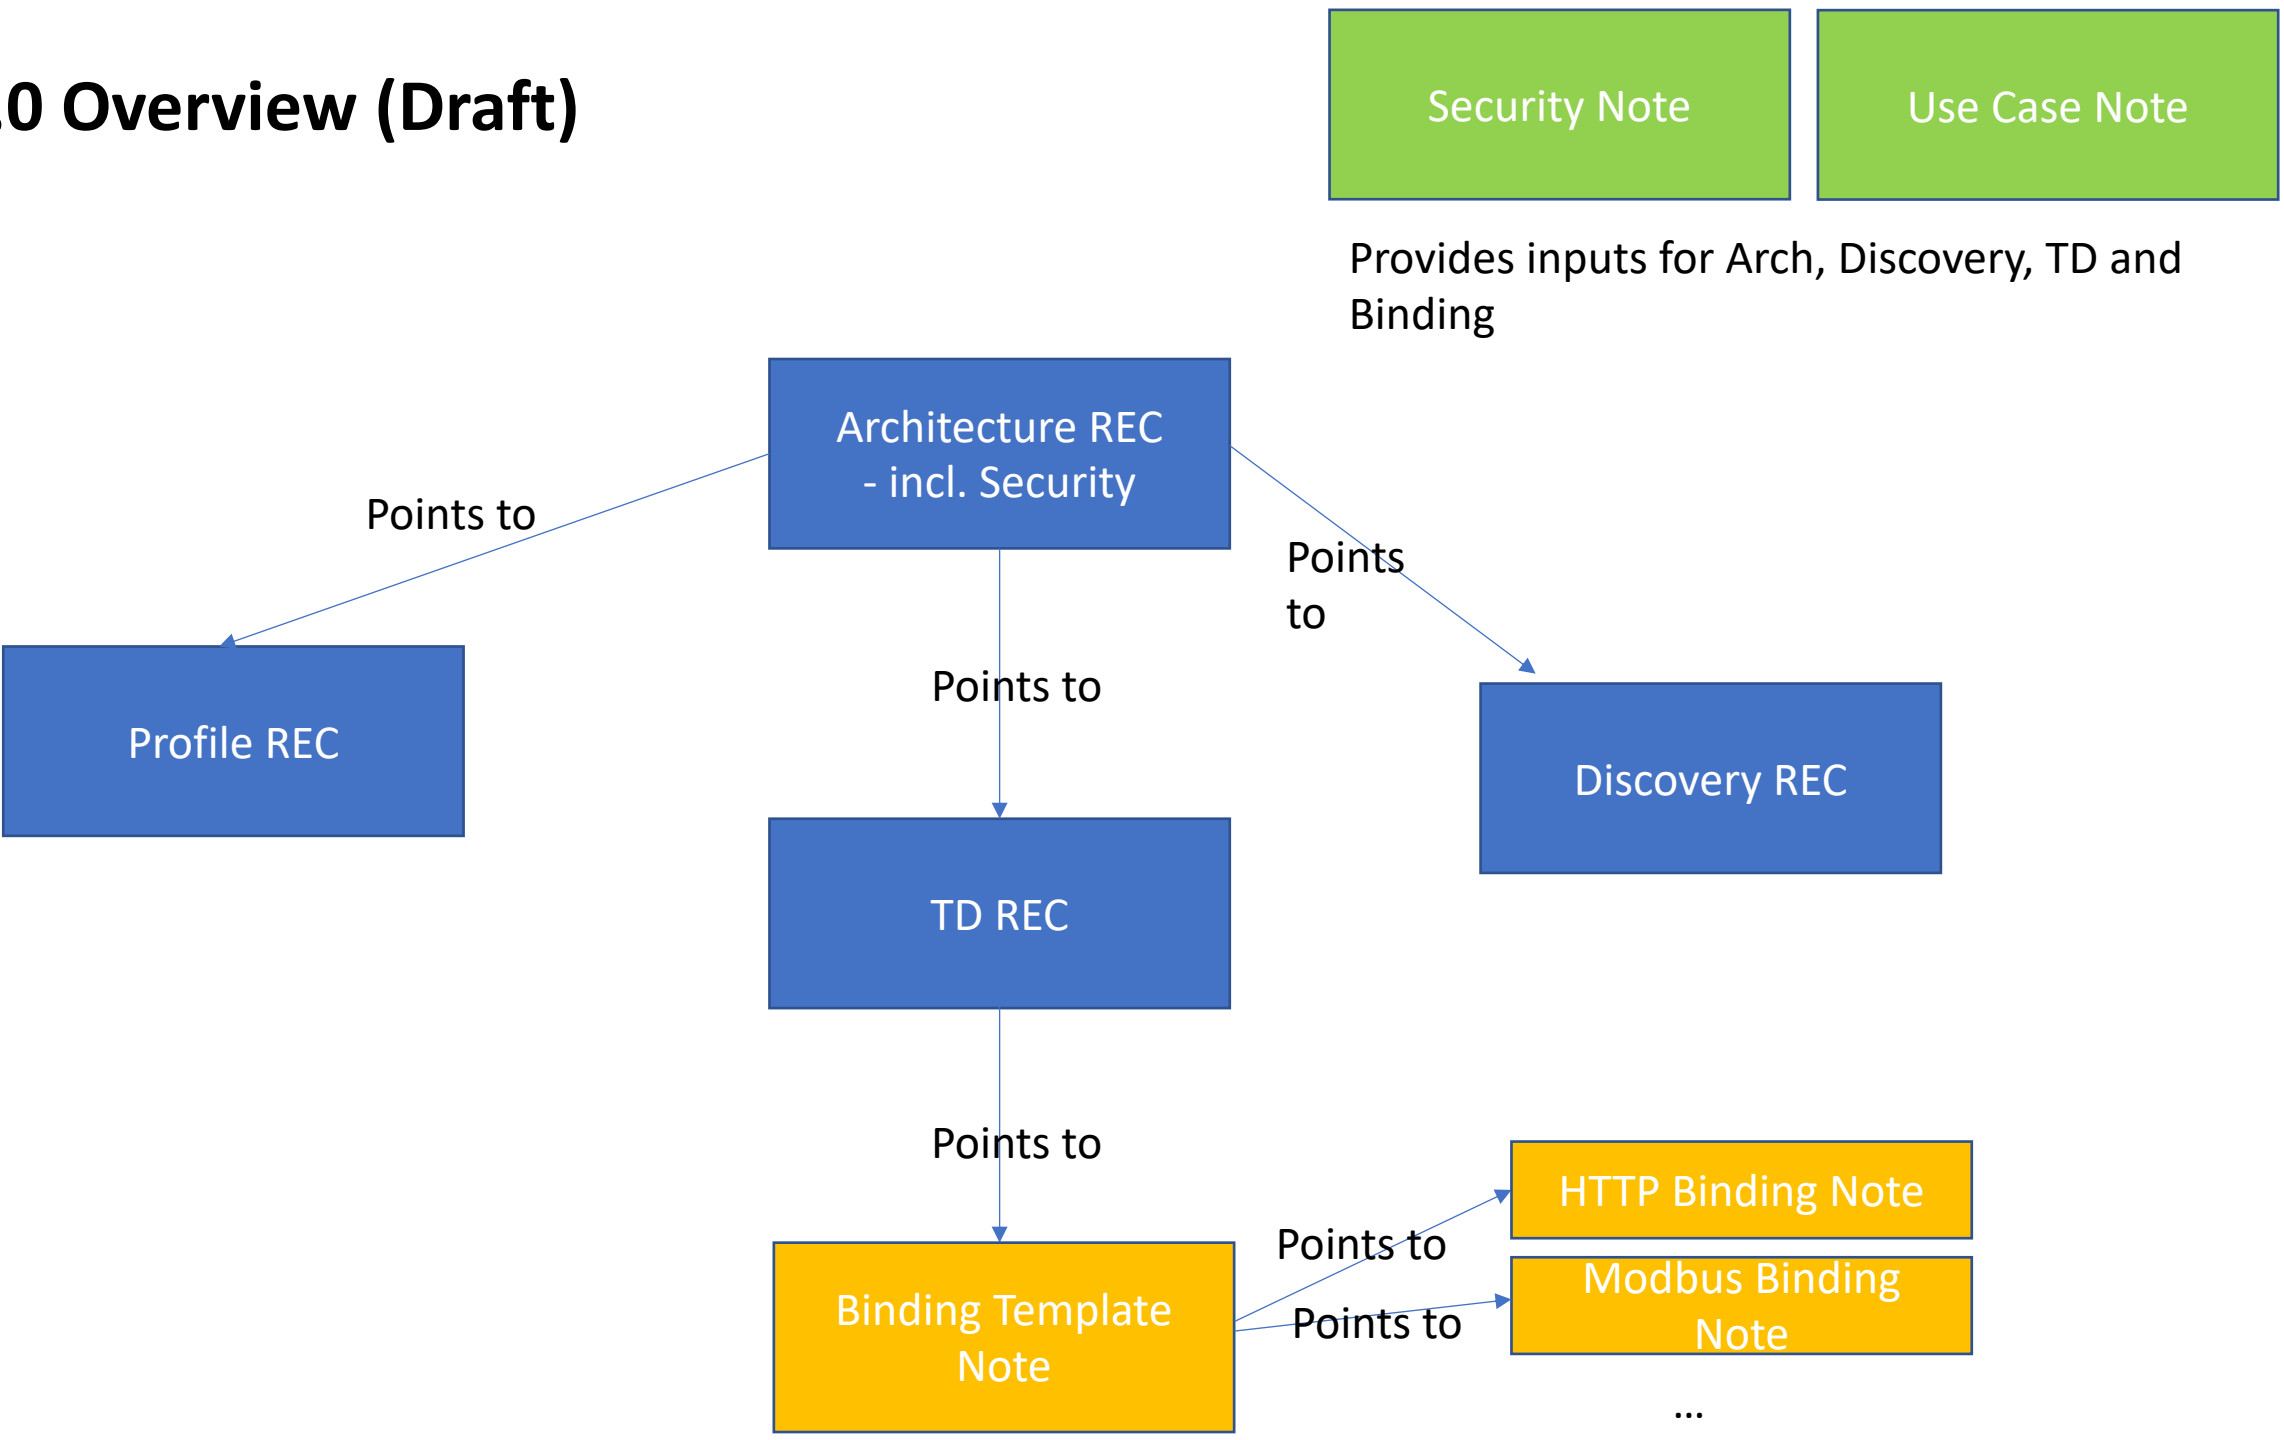 .0 Overview (Draft)
Security Note
Use Case Note
Provides inputs for Arch, Discovery, TD and
Binding
Architecture REC
- incl. Security
Points to
Points
to
Points to
Profile REC
Discovery REC
TD REC
Points to
HTTP Binding Note
Points to
Modbus Binding
Note
Points to
Binding Template
Note
...